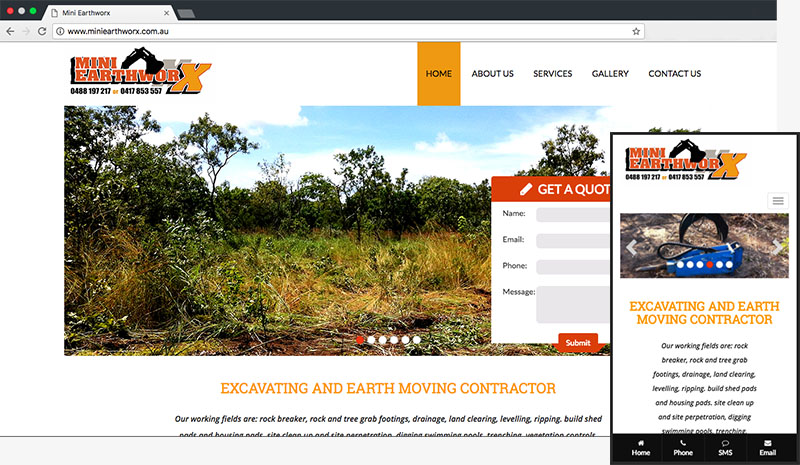 Mini Earthworx
www.miniearthworx.com.au
MINI
EARTHWORX
0488 197 217 or 0417 853 557
HOME
ABOUT US
SERVICES
GALLERY
CONTACT US
GET A QUOT
Name:
Email:
Phone:
Message:
Submit
EXCAVATING AND EARTH MOVING CONTRACTOR
Our working fields are: rock breaker, rock and tree grab footings, drainage, land clearing, levelling, ripping. build shed
pads and housing pads. site clean up and site perpetration, digging swimming pools, trenching, vegetation controls
MINI
EARTHWORX
0488 197 217 or 0417 853 557
EXCAVATING AND EARTH
MOVING CONTRACTOR
Our working fields are: rock
breaker, rock and tree grab
footings, drainage, land clearing,
levelling, ripping. build shed pads
and housing pads. site clean up
and site perpetration, digging
swimming pools, trenching,
Home
Phone
SMS
Email